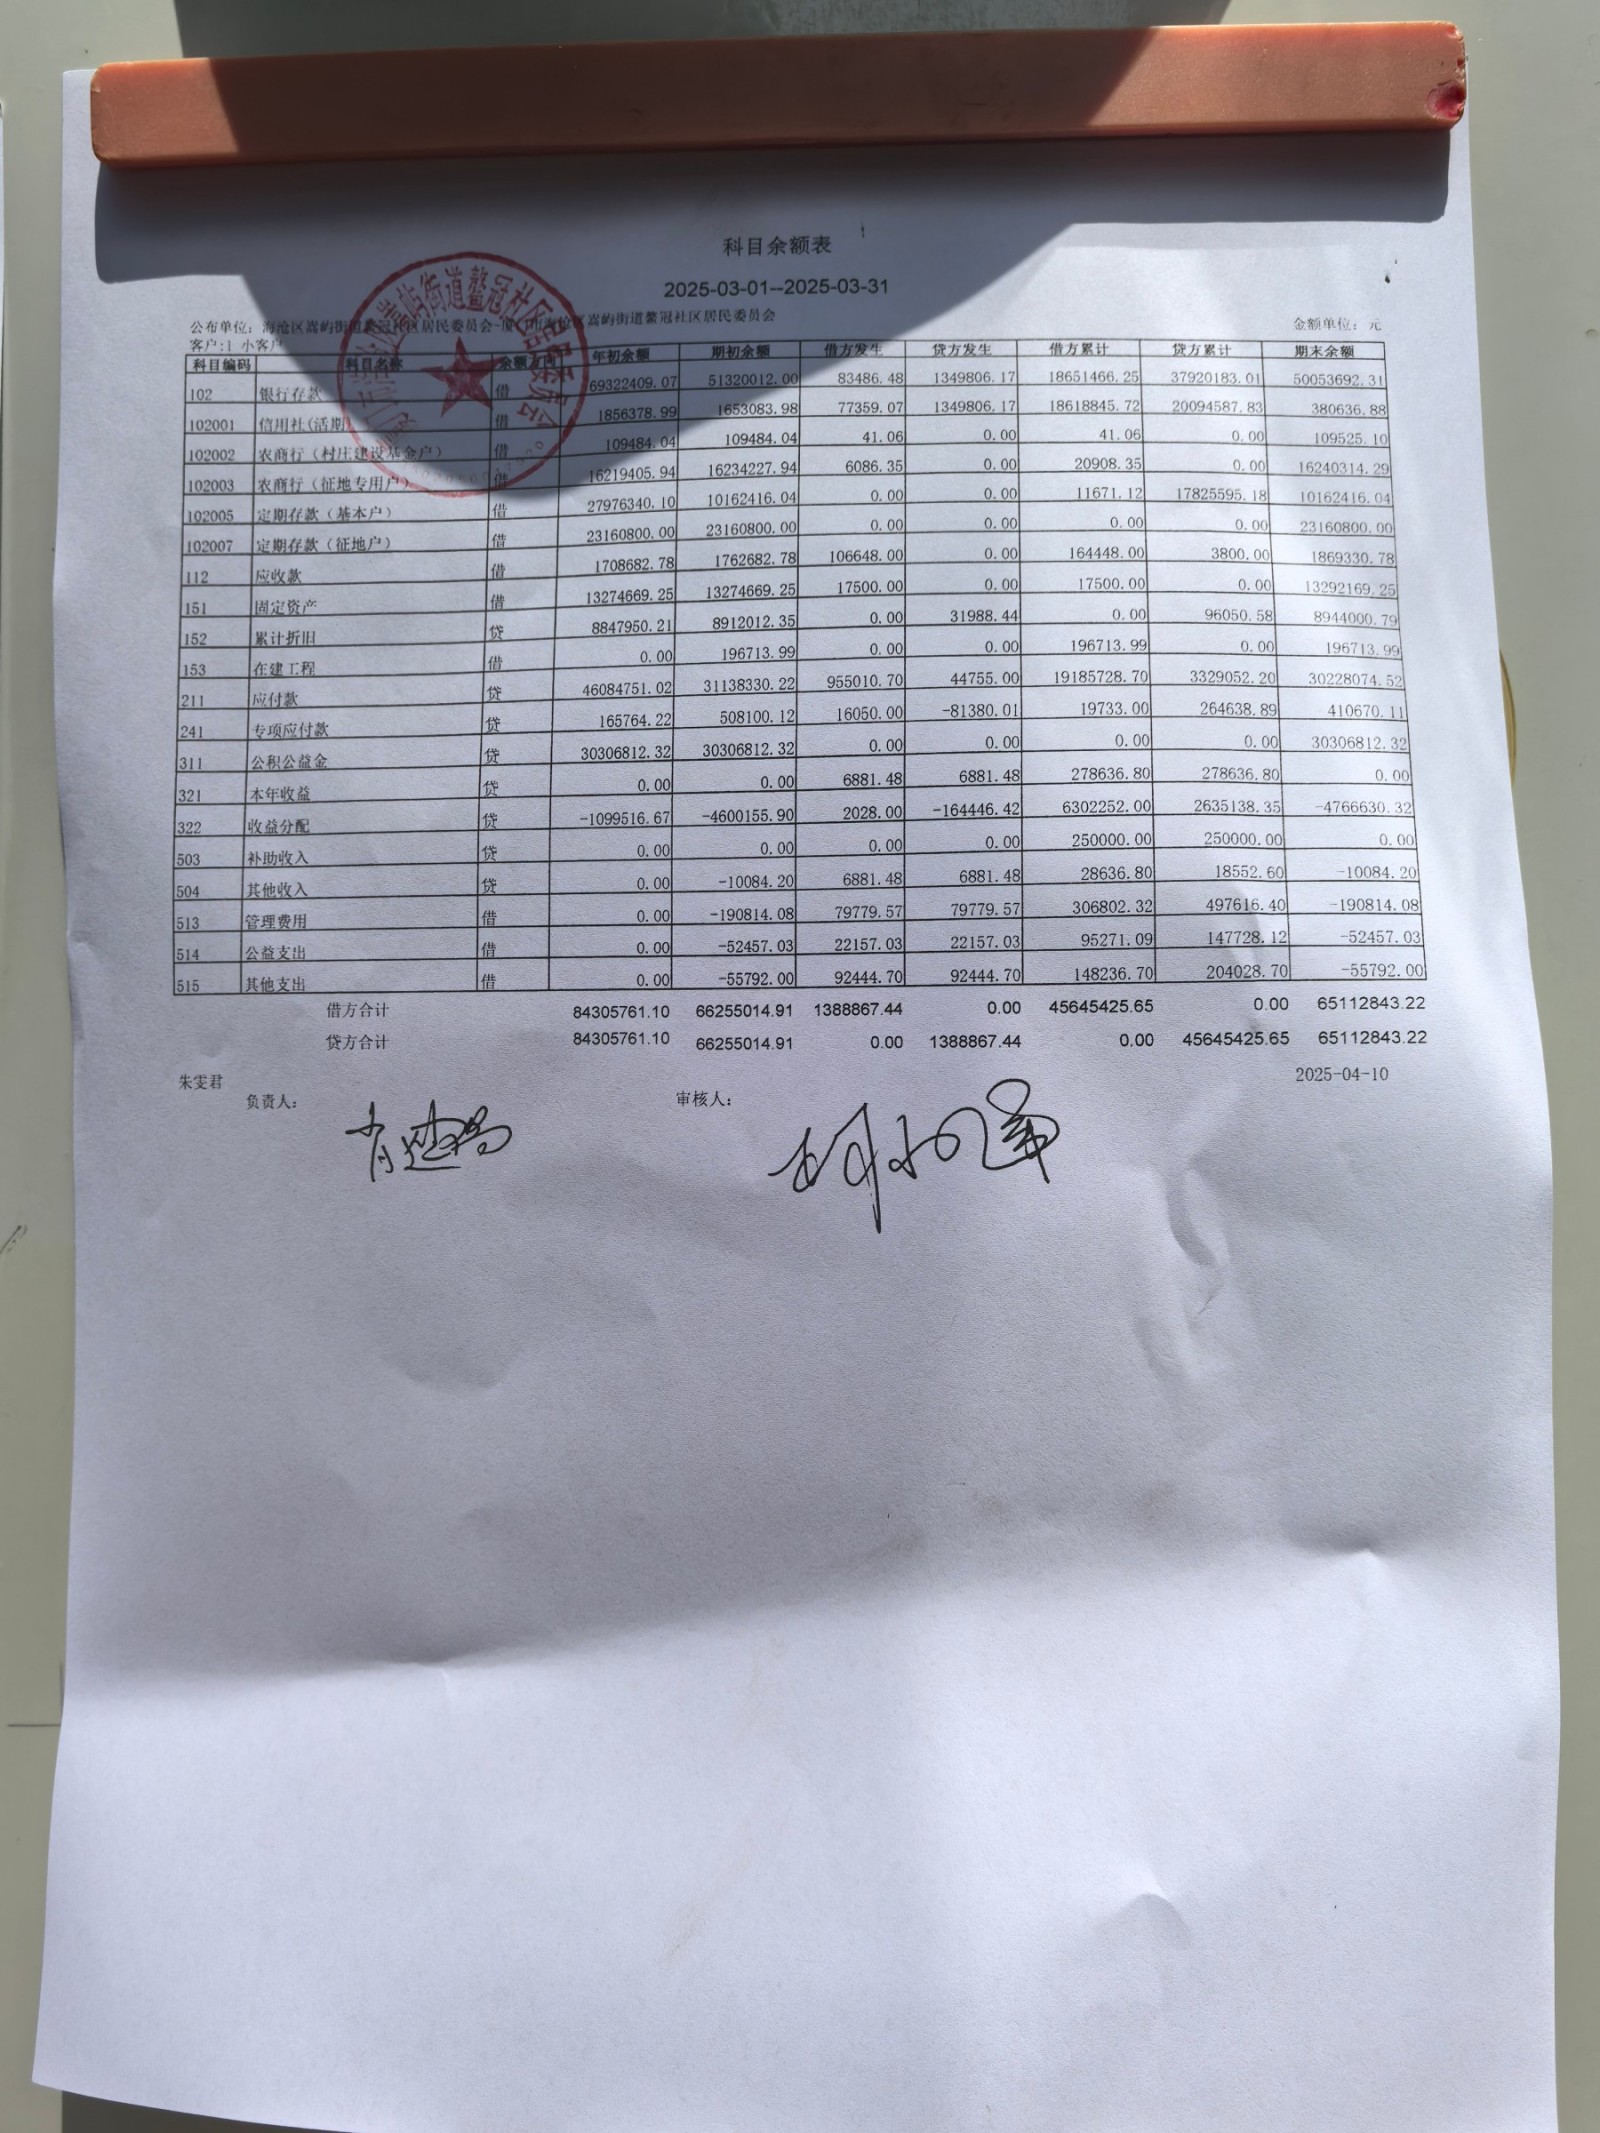 科目余额表
2025-03-01--2025-03-31
公布单位：海沧区嵩屿街道鳌冠社区居民委员会 海沧区嵩屿街道鳌冠社区居民委员会
金额单位：元
客户: 小客户
科目编码 科目名称 余额方向 年初余额 期初余额 借方发生 贷方发生 借方累计 贷方累计 期末余额
102 银行存款 借 69322409.07 51320012.00 83486.48 1349806.17 18651466.25 37920183.01 50053692.31
102001 信用社(活期) 借 1856378.99 1653083.98 77359.07 1349806.17 18618845.72 20094587.83 380636.88
102002 农商行（村庄建设基金户） 借 109484.04 109484.04 41.06 0.00 41.06 0.00 109525.10
102003 农商行（征地专用户） 借 16219405.94 16234227.94 6086.35 0.00 20908.35 0.00 16240314.29
102005 定期存款（基本户） 借 27976340.10 10162416.04 0.00 0.00 11671.12 17825595.18 10162416.04
102007 定期存款（征地户） 借 23160800.00 23160800.00 0.00 0.00 0.00 0.00 23160800.00
112 应收款 借 1708682.78 1762682.78 106648.00 0.00 164448.00 3800.00 1869330.78
151 固定资产 借 13274669.25 13274669.25 17500.00 0.00 17500.00 0.00 13292169.25
152 累计折旧 贷 8847950.21 8912012.35 0.00 31988.44 0.00 96050.58 8944000.79
153 在建工程 借 0.00 196713.99 0.00 0.00 196713.99 0.00 196713.99
211 应付款 贷 46084751.02 31138330.22 955010.70 44755.00 19185728.70 3329052.20 30228074.52
241 专项应付款 贷 165764.22 508100.12 16050.00 -81380.01 19733.00 264638.89 410670.11
311 公积公益金 贷 30306812.32 30306812.32 0.00 0.00 0.00 0.00 30306812.32
321 本年收益 贷 0.00 0.00 6881.48 6881.48 278636.80 278636.80 0.00
322 收益分配 贷 -1099516.67 -4600155.90 2028.00 -164446.42 6302252.00 2635138.35 -4766630.32
503 补助收入 贷 0.00 0.00 0.00 0.00 250000.00 250000.00 0.00
504 其他收入 贷 0.00 -10084.20 6881.48 6881.48 28636.80 18552.60 -10084.20
513 管理费用 借 0.00 -190814.08 79779.57 79779.57 306802.32 497616.40 -190814.08
514 公益支出 借 0.00 -52457.03 22157.03 22157.03 95271.09 147728.12 -52457.03
515 其他支出 借 0.00 -55792.00 92444.70 92444.70 148236.70 204028.70 -55792.00
借方合计 84305761.10 66255014.91 1388867.44 0.00 45645425.65 0.00 65112843.22
贷方合计 84305761.10 66255014.91 0.00 1388867.44 0.00 45645425.65 65112843.22
朱雯君 2025-04-10
负责人： 审核人：